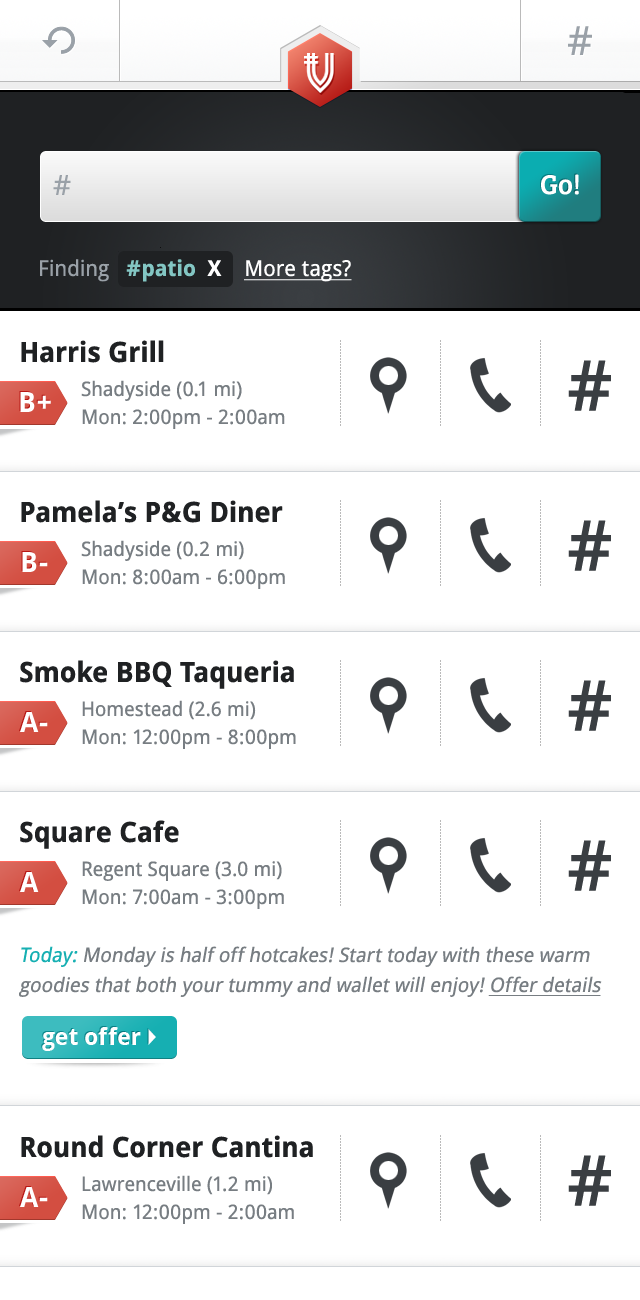 #
#
Go!
Finding #patio X More tags?
Harris Grill
B+
Shadyside (0.1 mi)
Mon: 2:00pm - 2:00am
#
Pamela’s P&G Diner
B-
Shadyside (0.2 mi)
Mon: 8:00am - 6:00pm
#
Smoke BBQ Taqueria
A-
Homestead (2.6 mi)
Mon: 12:00pm - 8:00pm
#
Square Cafe
A
Regent Square (3.0 mi)
Mon: 7:00am - 3:00pm
#
Today: Monday is half off hotcakes! Start today with these warm
goodies that both your tummy and wallet will enjoy! Offer details
get offer
Round Corner Cantina
A-
Lawrenceville (1.2 mi)
Mon: 12:00pm - 2:00am
#